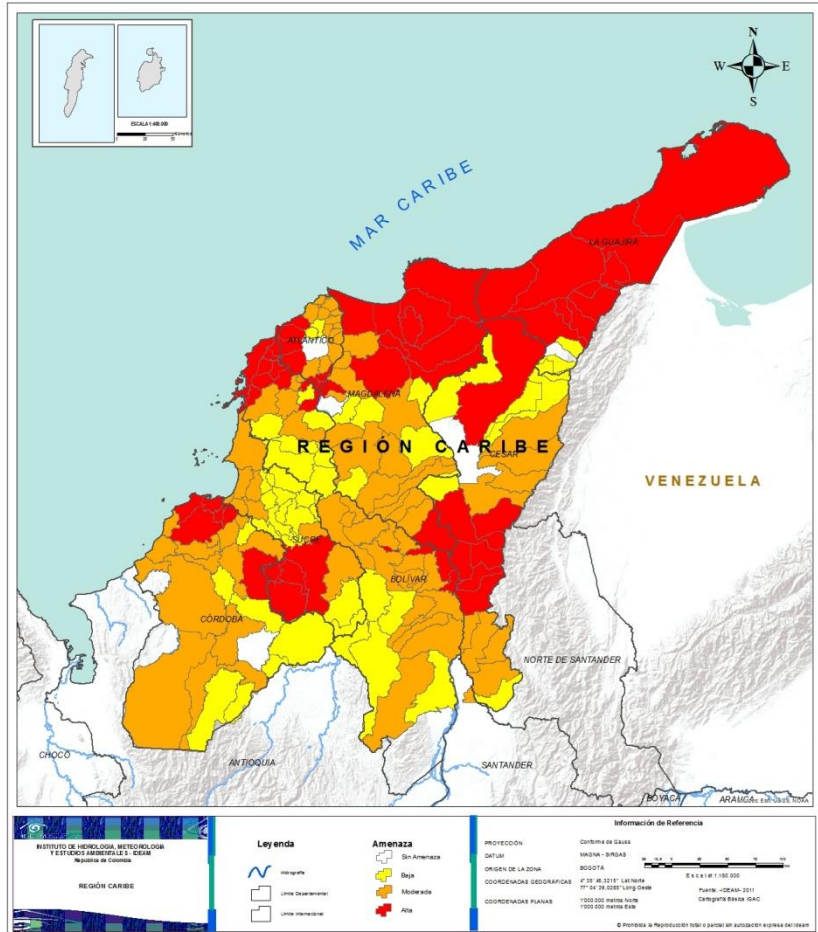 ESCALA 1:400.000
N
W E
S
MAR CARIBE
LA GUAJIRA
ATLÁNTICO
MAGDALENA
REGIÓN CARIBE
CESAR
VENEZUELA
SUCRE
BOLÍVAR
CÓRDOBA
NORTE DE SANTANDER
CHOCÓ
ANTIOQUIA
SANTANDER
BOYACÁ
ARAUCA
INSTITUTO DE HIDROLOGIA, METEOROLOGIA
Y ESTUDIOS AMBIENTALES - IDEAM
Republica de Colombia
REGIÓN CARIBE
Leyenda
Hidrografía
Límite Departamental
Límite Internacional
Amenaza
Sin Amenaza
Baja
Moderada
Alta
Información de Referencia
PROYECCIÓN Conforme de Gauss
DATUM MAGNA - SIRGAS
ORIGEN DE LA ZONA BOGOTÁ
COORDENADAS GEOGRÁFICAS
COORDENADAS PLANAS 1'000.000 metros Norte
1'000.000 metros Este
Fuente: -IDEAM- 2011
Cartografía Básica IGAC
© Prohibida la Reproducción total o parcial sin autorización expresa del Ideam